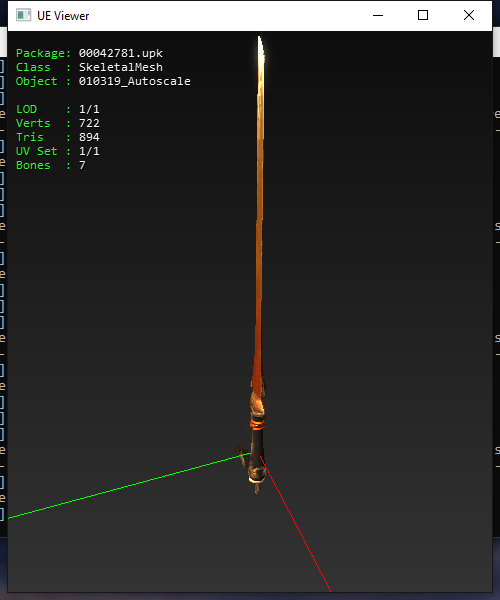 UE Viewer
Package: 00042781.upk
Class  : SkeletalMesh
Object : 010319_Autoscale
LOD    : 1/1
Verts  : 722
Tris   : 894
UV Set : 1/1
Bones  : 7